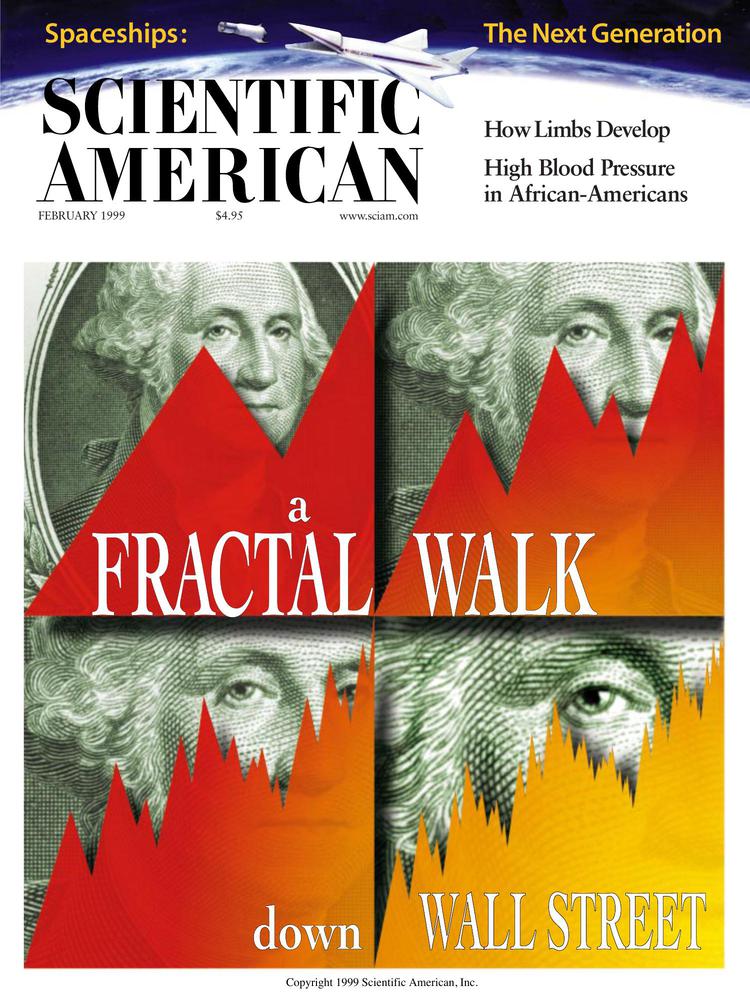 Spaceships: The Next Generation
SCIENTIFIC
AMERICAN
FEBRUARY 1999 $4.95 www.sciam.com
How Limbs Develop
High Blood Pressure
in African-Americans
a
FRACTAL WALK
down WALL STREET
Copyright 1999 Scientific American, Inc.